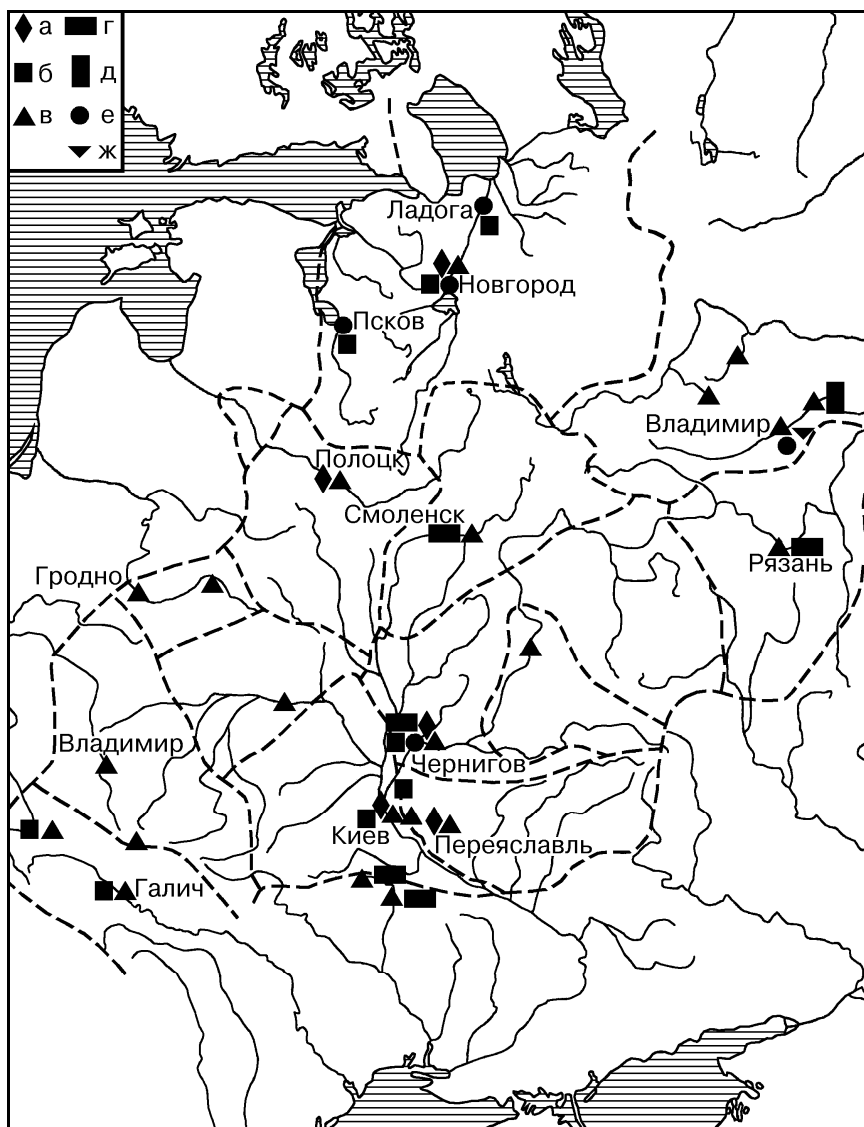 а г
б д
в е
ж
Ладога
Новгород
Псков
Владимир
Полоцк
Смоленск
Рязань
Гродно
Владимир
Чернигов
Киев
Переяславль
Галич